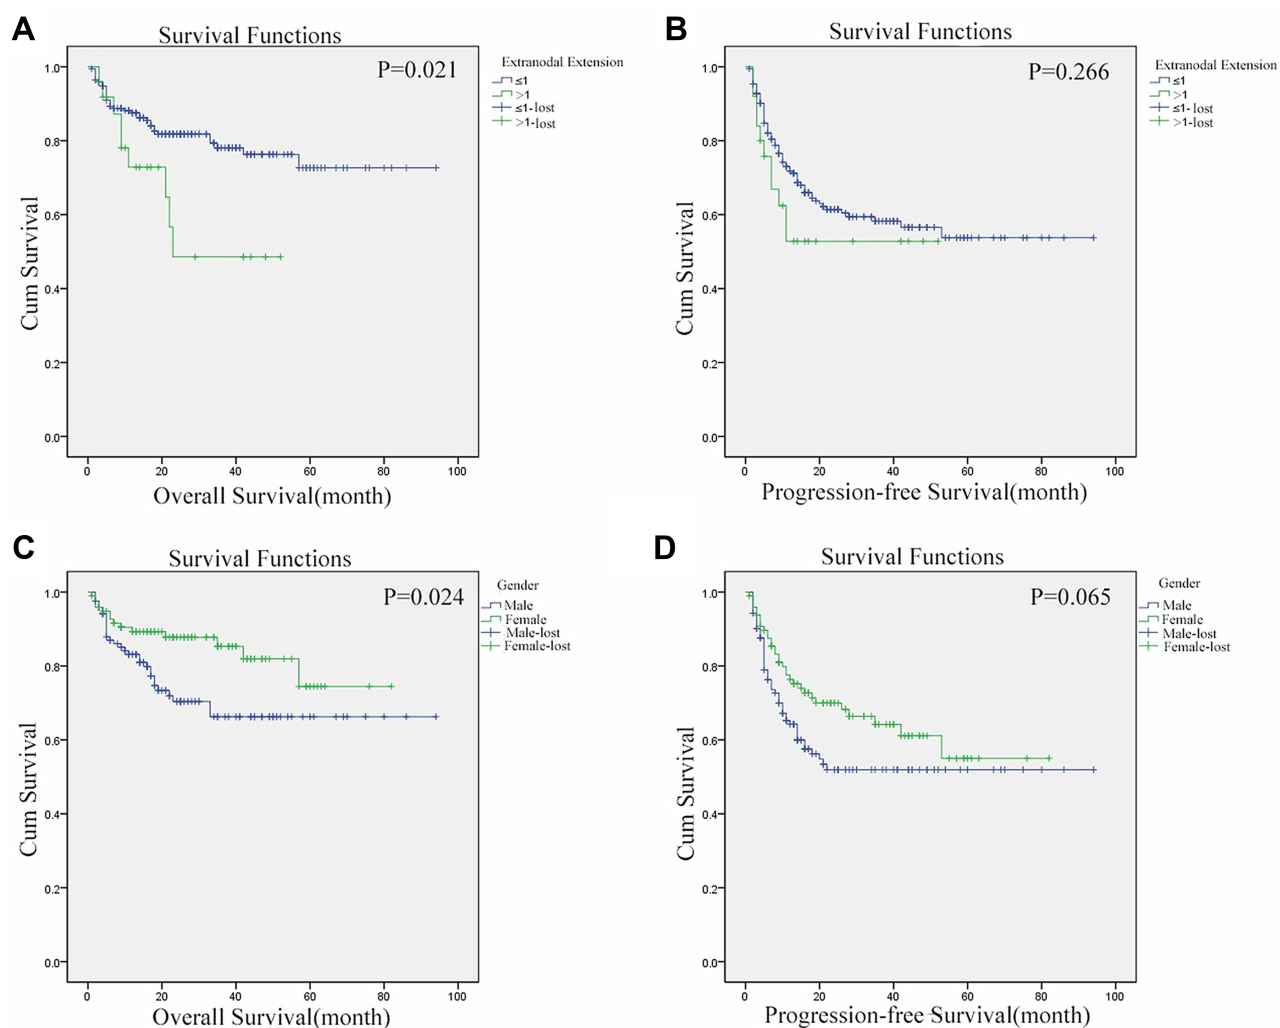 A
Survival Functions
P=0.021
Extranodal Extension
≤1
>1
≤1-lost
>1-lost
Cum Survival
1.0
0.8
0.6
0.4
0.2
0.0
0 20 40 60 80 100
Overall Survival(month)
B
Survival Functions
P=0.266
Extranodal Extension
≤1
>1
≤1-lost
>1-lost
Cum Survival
1.0
0.8
0.6
0.4
0.2
0.0
0 20 40 60 80 100
Progression-free Survival(month)
C
Survival Functions
P=0.024
Gender
Male
Female
Male-lost
Female-lost
Cum Survival
1.0
0.8
0.6
0.4
0.2
0.0
0 20 40 60 80 100
Overall Survival(month)
D
Survival Functions
P=0.065
Gender
Male
Female
Male-lost
Female-lost
Cum Survival
1.0
0.8
0.6
0.4
0.2
0.0
0 20 40 60 80 100
Progression-free Survival(month)